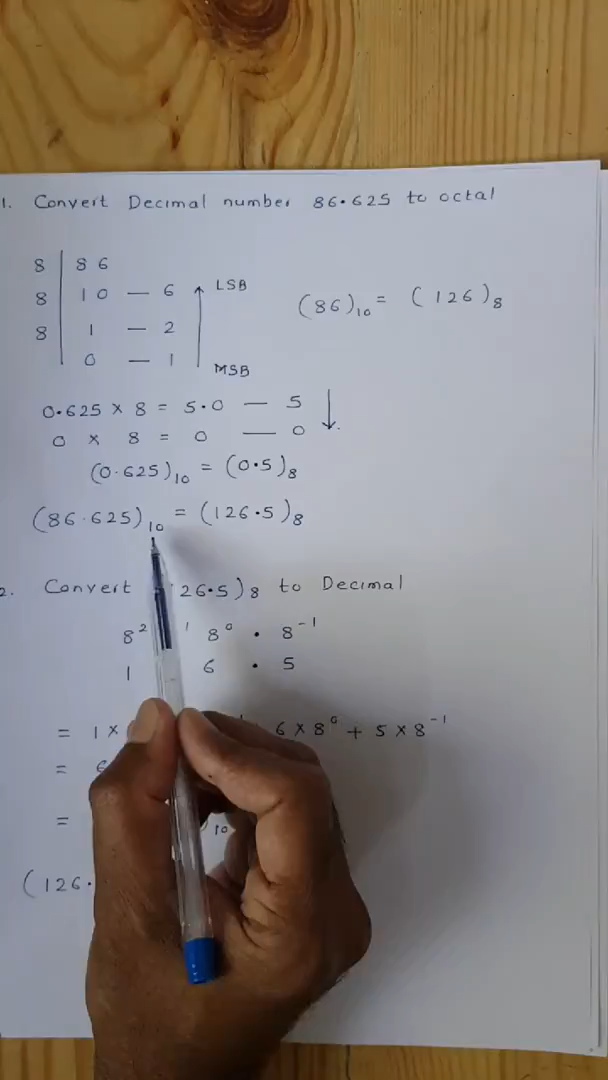 1. Convert Decimal number 86.625 to octal
8 86
8 10 — 6 LSB
8 1 — 2
0 — 1 MSB
(86)10 = (126)8
0.625 × 8 = 5.0 — 5
0 × 8 = 0 — 0
(0.625)10 = (0.5)8
(86.625)10 = (126.5)8
2. Convert 26.5)8 to Decimal
8² ¹ 8⁰ . 8⁻¹
1 6 . 5
= 1 × 6 × 8⁰ + 5 × 8⁻¹
= 6
= 10
(126.